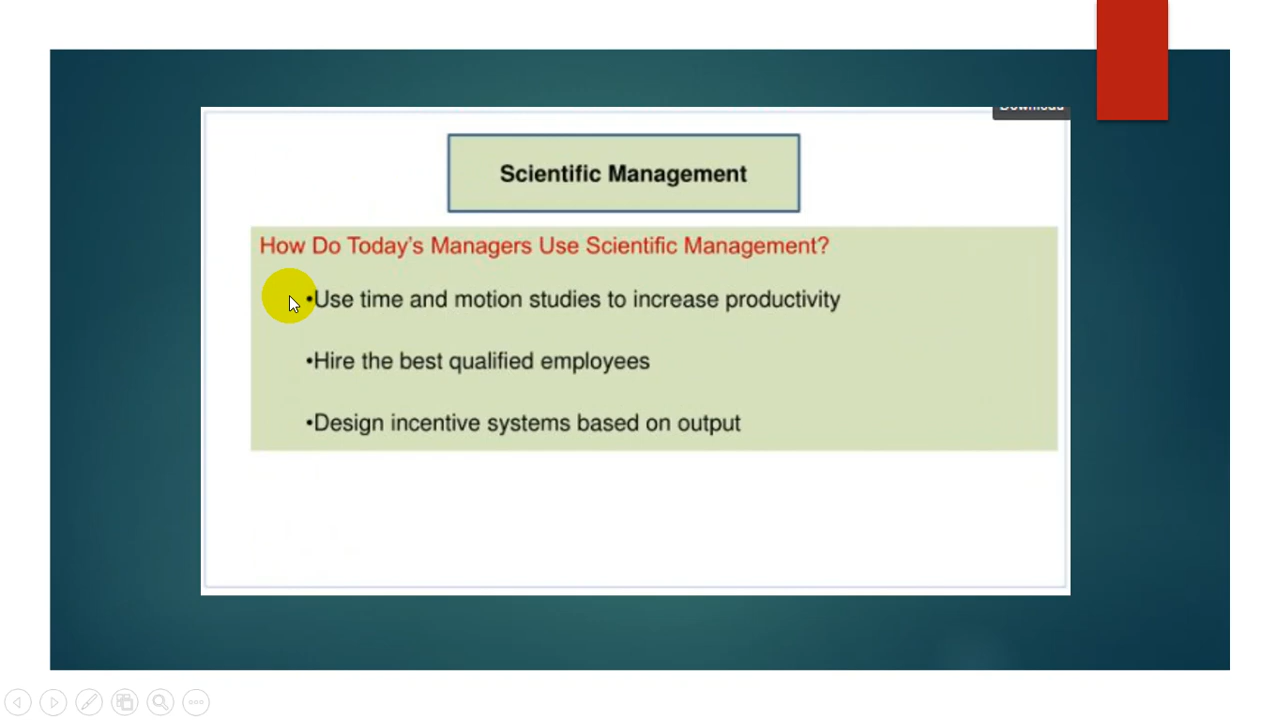 Scientific Management
How Do Today's Managers Use Scientific Management?
•Use time and motion studies to increase productivity
•Hire the best qualified employees
•Design incentive systems based on output